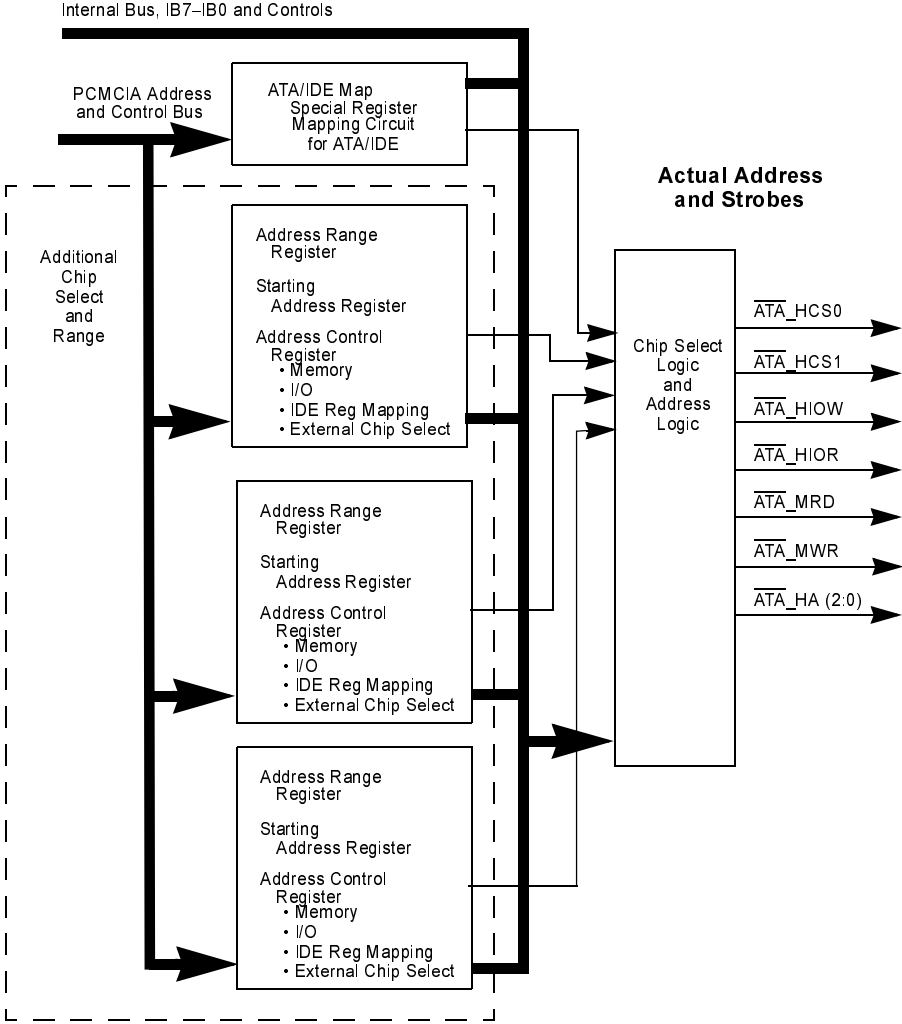 Internal Bus, IB7–IB0 and Controls
PCMCIA Address
and Control Bus
ATA/IDE Map
Special Register
Mapping Circuit
for ATA/IDE
Actual Address
and Strobes
Additional
Chip
Select
and
Range
Address Range
Register
Starting
Address Register
Address Control
Register
• Memory
• I/O
• IDE Reg Mapping
• External Chip Select
Address Range
Register
Starting
Address Register
Address Control
Register
• Memory
• I/O
• IDE Reg Mapping
• External Chip Select
Address Range
Register
Starting
Address Register
Address Control
Register
• Memory
• I/O
• IDE Reg Mapping
• External Chip Select
Chip Select
Logic
and
Address
Logic
ATA_HCS0
ATA_HCS1
ATA_HIOW
ATA_HIOR
ATA_MRD
ATA_MWR
ATA_HA (2:0)